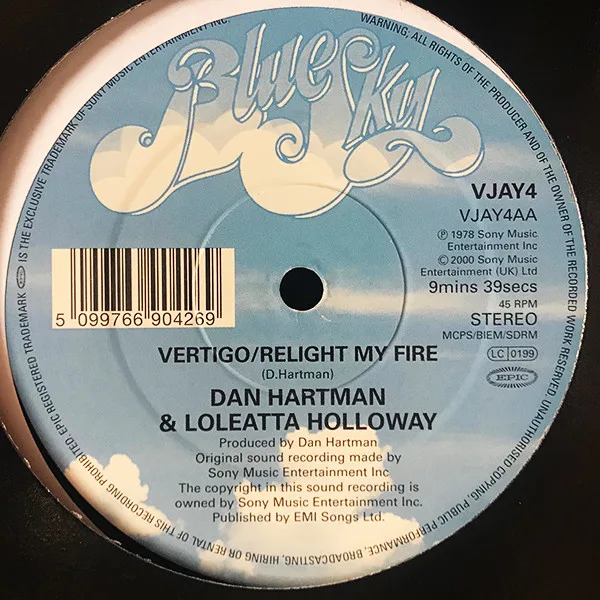 Blue Sky
VJAY4
VJAY4AA
℗ 1978 Sony Music
Entertainment Inc
© 2000 Sony Music
Entertainment (UK) Ltd
9mins 39secs
45 RPM
STEREO
MCPS/BIEM/SDRM
LC 0199
EPIC
5 099766 904269
VERTIGO/RELIGHT MY FIRE
(D.Hartman)
DAN HARTMAN
& LOLEATTA HOLLOWAY
Produced by Dan Hartman
Original sound recording made by
Sony Music Entertainment Inc
The copyright in this sound recording is
owned by Sony Music Entertainment Inc.
Published by EMI Songs Ltd.
WARNING, ALL RIGHTS OF THE PRODUCER AND OF THE OWNER OF THE RECORDED WORK RESERVED. UNAUTHORISED COPYING, PUBLIC PERFORMANCE, BROADCASTING, HIRING OR RENTAL OF THIS RECORDING PROHIBITED. EPIC REGISTERED TRADEMARK. EPIC IS THE EXCLUSIVE TRADEMARK OF SONY MUSIC ENTERTAINMENT INC.